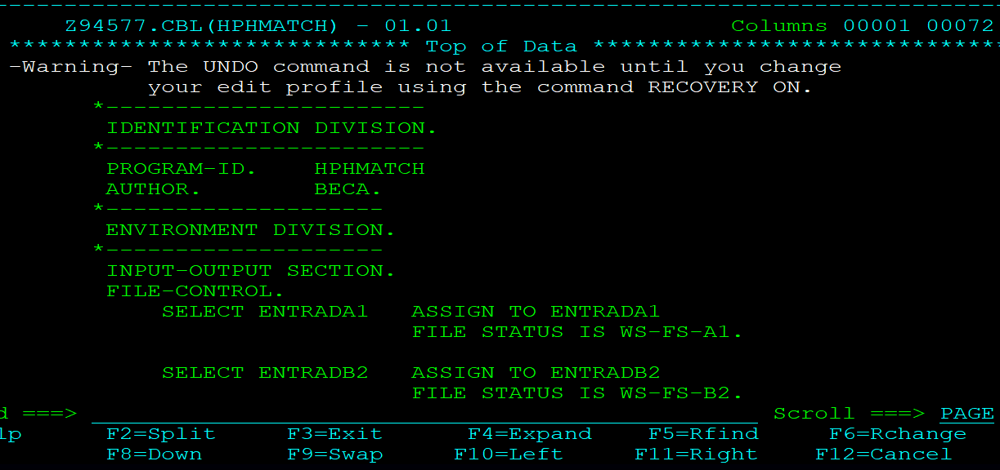 Z94577.CBL(HPHMATCH) - 01.01 Columns 00001 00072
***************************** Top of Data ******************************
-Warning- The UNDO command is not available until you change
your edit profile using the command RECOVERY ON.
*-----------------------
IDENTIFICATION DIVISION.
*-----------------------
PROGRAM-ID. HPHMATCH
AUTHOR. BECA.
*--------------------
ENVIRONMENT DIVISION.
*--------------------
INPUT-OUTPUT SECTION.
FILE-CONTROL.
SELECT ENTRADA1 ASSIGN TO ENTRADA1
FILE STATUS IS WS-FS-A1.
SELECT ENTRADB2 ASSIGN TO ENTRADB2
FILE STATUS IS WS-FS-B2.
d ===> Scroll ===> PAGE
lp F2=Split F3=Exit F4=Expand F5=Rfind F6=Rchange
F8=Down F9=Swap F10=Left F11=Right F12=Cancel